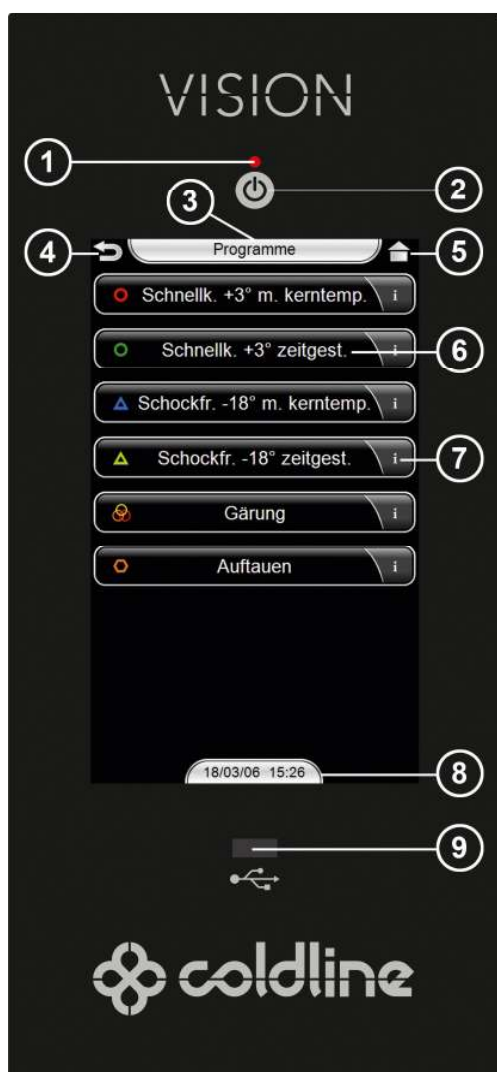 VISION
1
2
3
4
Programme
5
Schnellk. +3° m. kerntemp. i
Schnellk. +3° zeitgest. i
6
Schockfr. -18° m. kerntemp. i
Schockfr. -18° zeitgest. i
7
Gärung i
Auftauen i
18/03/06 15:26
8
9
coldline